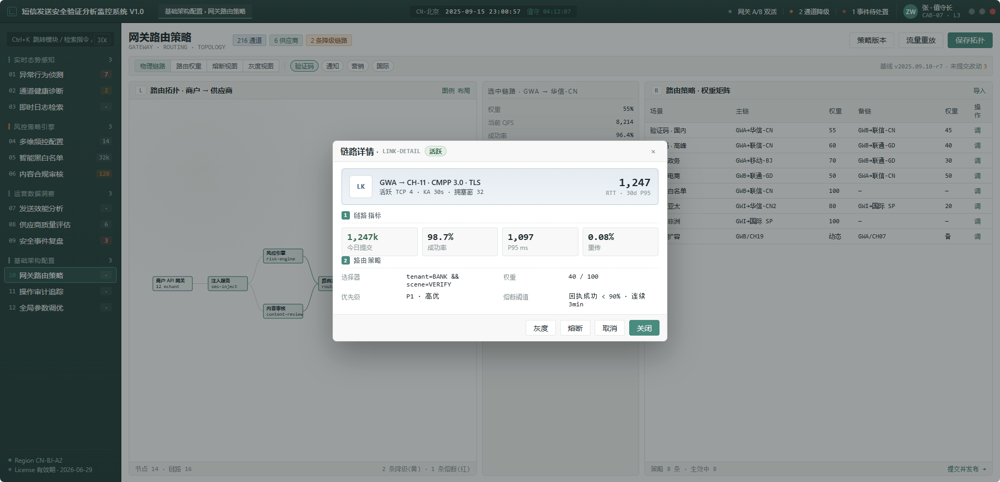 短信发送安全验证分析监控系统 V1.0
基础架构配置 › 网关路由策略
CN·北京 2025-09-15 23:00:57 值守 04:12:07
网关 A/B 双活
2 通道降级
1 事件待处置
ZW
张 · 值守长
CAB-07 · L3
Ctrl+K 跳转模块 / 检索指令 /
⌘K
实时态势感知 3
01 异常行为侦测 7
02 通道健康诊断 2
03 即时日志检索 ·
风控策略引擎 3
04 多维频控配置 14
05 智能黑白名单 32k
06 内容合规审核 128
运营数据洞察 3
07 发送效能分析 ·
08 供应商质量评估 6
09 安全事件复盘 3
基础架构配置 3
10 网关路由策略 ·
11 操作审计追踪 ·
12 全局参数调优 ·
Region CN-BJ-A2
License 有效期 · 2026-06-29
网关路由策略
GATEWAY · ROUTING · TOPOLOGY
216 通道
6 供应商
2 条降级链路
策略版本
流量重放
保存拓扑
物理链路
路由权重
熔断视图
灰度视图
验证码
通知
营销
国际
基线 v2025.09.10-r7 · 未提交改动 3
L 路由拓扑 · 商户 → 供应商
图例 布局
商户 API 网关
12 mchant
注入服务
sms-inject
风控引擎
risk-engine
内容审核
content-review
节点 14 · 链路 16
2 条降级(黄) · 1 条熔断(红)
选中链路 · GWA → 华信-CN
权重 55%
当前 QPS 8,214
成功率 96.4%
R 路由策略 · 权重矩阵
导入
场景 主链 权重 备链 权重 操作
验证码 · 国内 GWA→华信-CN 55 GWB→联信-CN 45 调
· 高峰 GWA→联信-CN 60 GWB→联通-GD 40 调
政务 GWA→移动-BJ 70 GWB→联通-GD 30 调
电商 GWB→联通-GD 50 GWA→联信-CN 50 调
白名单 GWB→联信-CN 100 — — 调
亚太 GWI→华信-CN2 80 GWI→国际 SP 20 调
非洲 GWI→国际 SP 100 — — 调
扩容 GWB/CH19 动态 GWA/CH07 备 调
策略 8 条 · 生效中 8
提交并发布 →
链路详情 · LINK-DETAIL 活跃
×
LK
GWA → CH-11 · CMPP 3.0 · TLS
活跃 TCP 4 · KA 30s · 拥塞窗 32
1,247
RTT · 30d P95
1 链路指标
1,247k
今日提交
98.7%
成功率
1,097
P95 ms
0.08%
重传
2 路由策略
选择器 tenant=BANK &&
scene=VERIFY
权重 40 / 100
优先级 P1 · 高优
熔断阈值 回执成功 < 90% · 连续
3min
灰度
熔断
取消
关闭